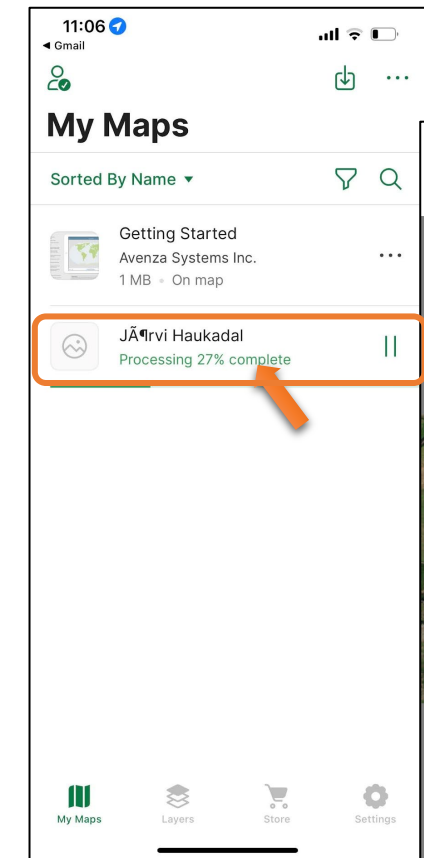 11:06
◀ Gmail
My Maps
Sorted By Name ▼
Getting Started
Avenza Systems Inc.
1 MB • On map
JÃ¶rvi Haukadal
Processing 27% complete
My Maps
Layers
Store
Settings